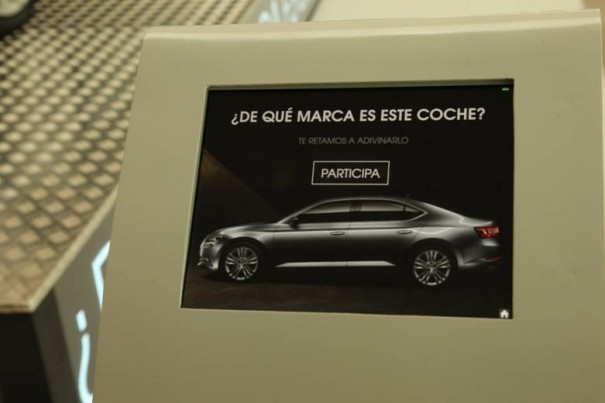 ¿DE QUÉ MARCA ES ESTE COCHE?
TE RETAMOS A ADIVINARLO
PARTICIPA